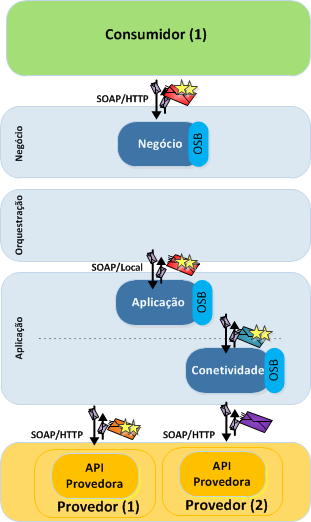 Consumidor (1)
SOAP/HTTP
Negócio
Negócio
OSB
Orquestração
SOAP/Local
Aplicação
OSB
Aplicação
Conetividade
OSB
SOAP/HTTP
SOAP/HTTP
API
Provedora
Provedor (1)
API
Provedora
Provedor (2)